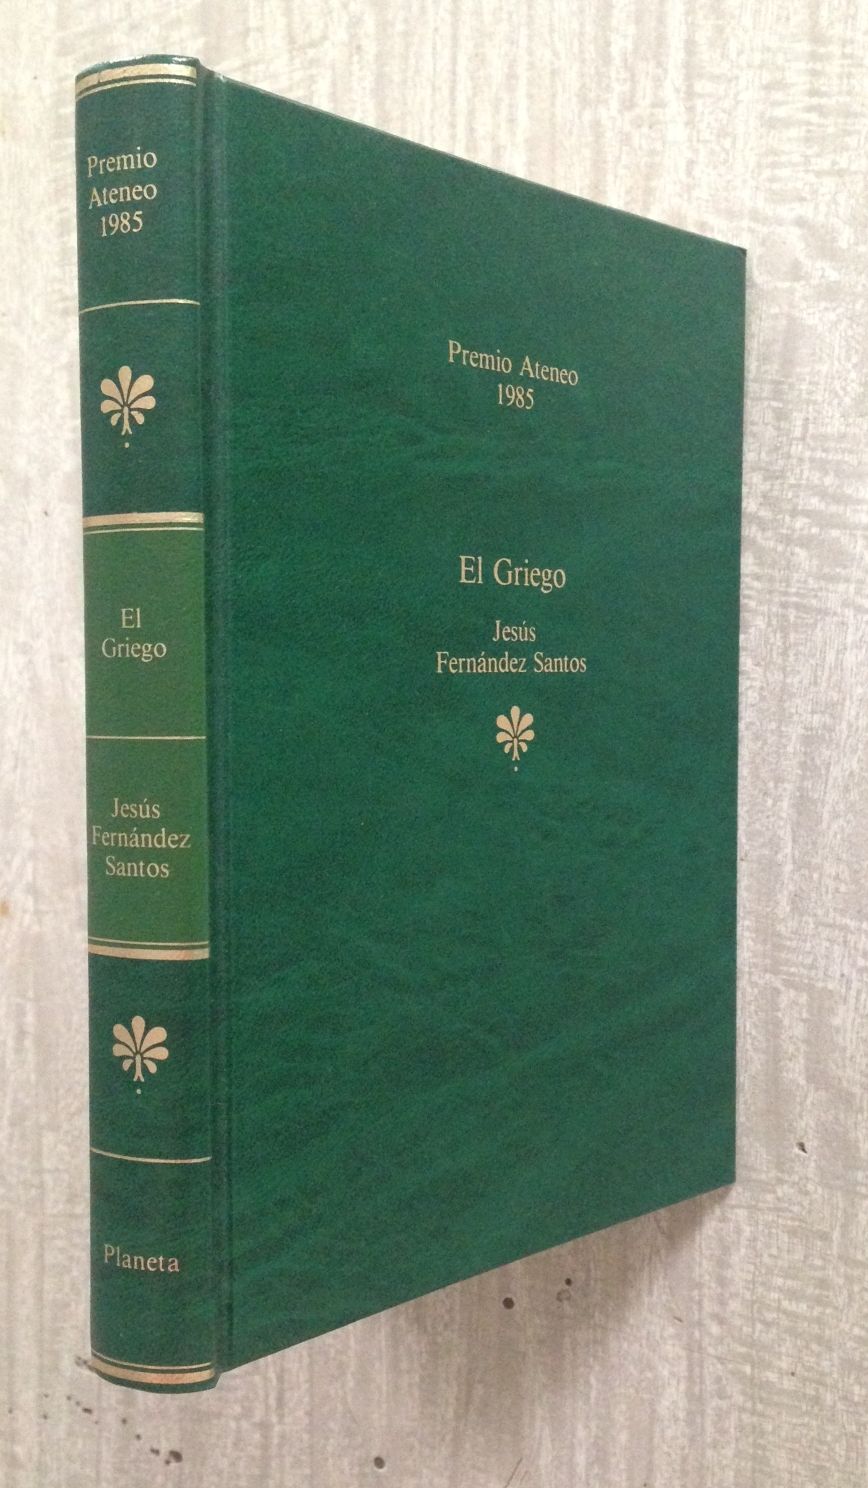 Premio
Ateneo
1985
El
Griego
Jesús
Fernández
Santos
Planeta
Premio Ateneo
1985
El Griego
Jesús
Fernández Santos